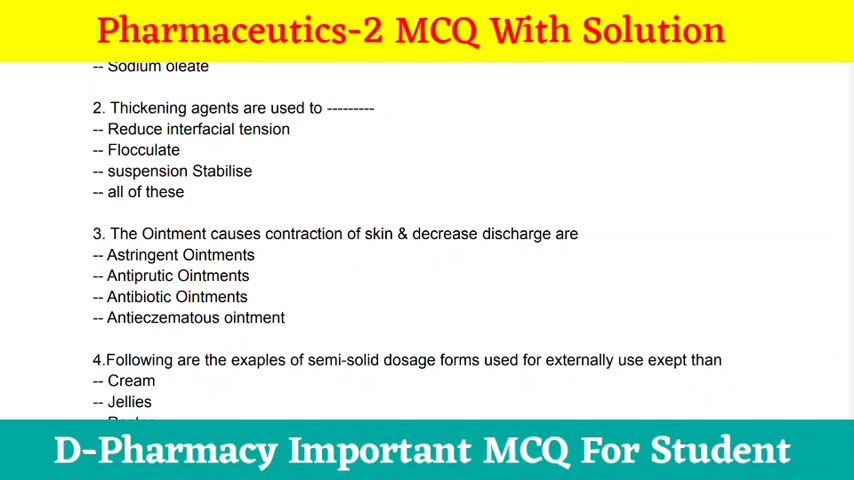 Pharmaceutics-2 MCQ With Solution
-- Sodium oleate
2. Thickening agents are used to ---------
-- Reduce interfacial tension
-- Flocculate
-- suspension Stabilise
-- all of these
3. The Ointment causes contraction of skin & decrease discharge are
-- Astringent Ointments
-- Antiprutic Ointments
-- Antibiotic Ointments
-- Antieczematous ointment
4.Following are the exaples of semi-solid dosage forms used for externally use exept than
-- Cream
-- Jellies
D-Pharmacy Important MCQ For Student